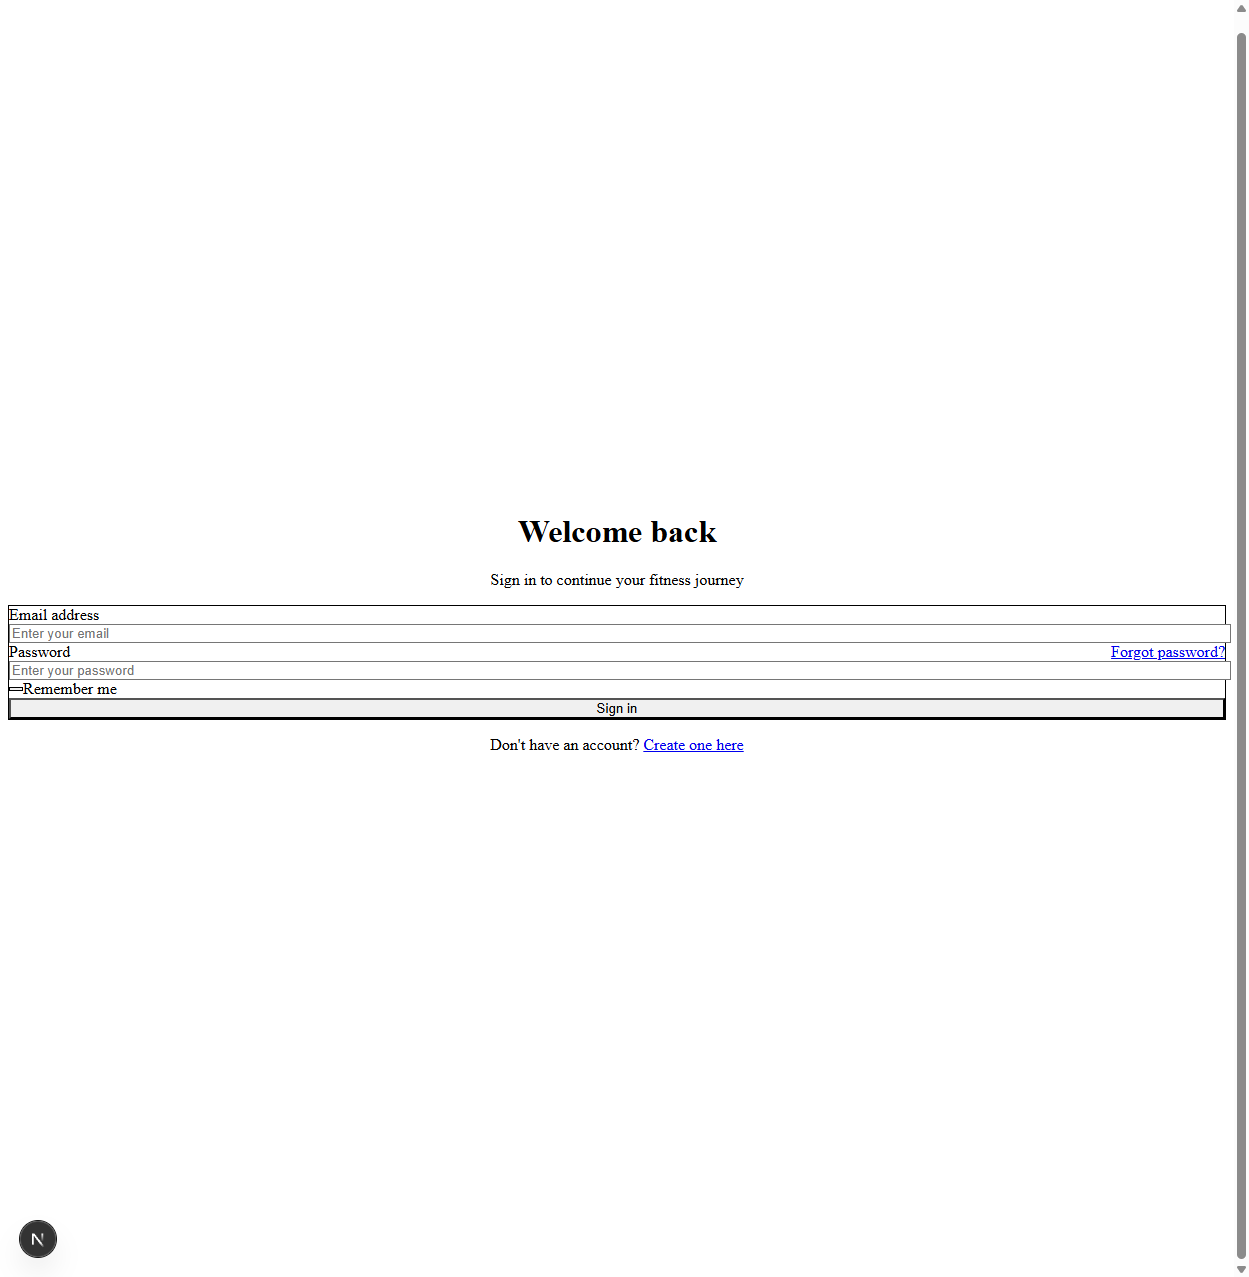 Welcome back
Sign in to continue your fitness journey
Email address
Enter your email
Password Forgot password?
Enter your password
Remember me
Sign in
Don't have an account? Create one here
N